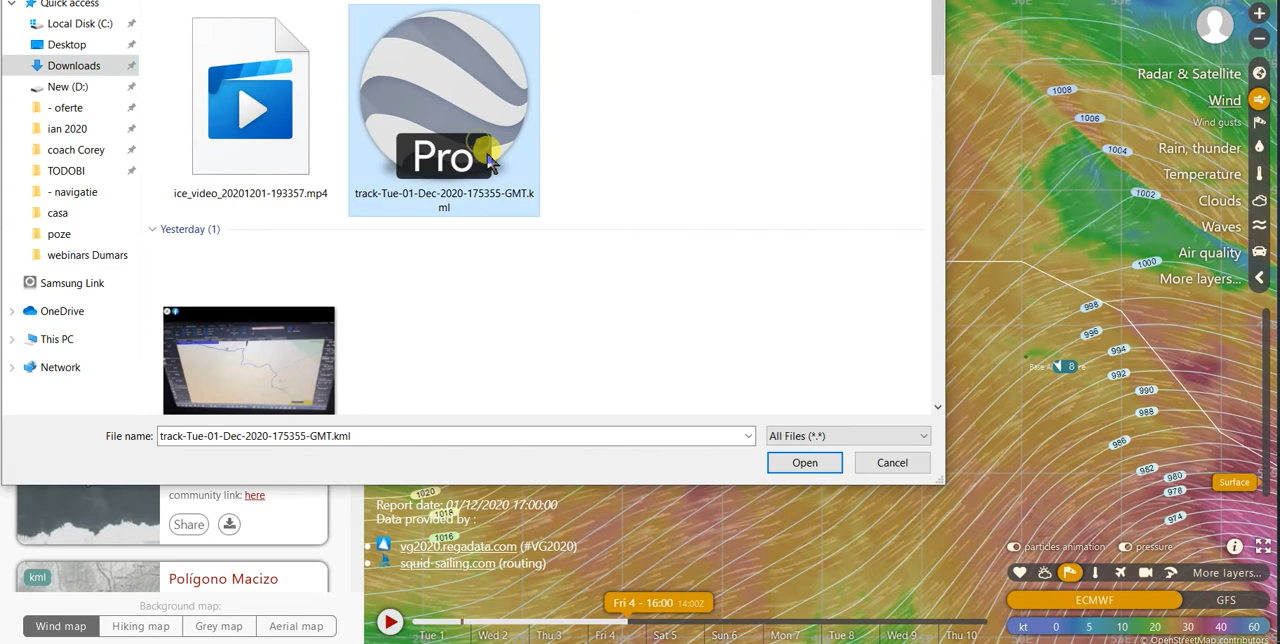 Quick access
Local Disk (C:)
Desktop
Downloads
New (D:)
- oferte
ian 2020
coach Corey
TODOBI
- navigatie
casa
poze
webinars Dumars
Samsung Link
OneDrive
This PC
Network
Pro
ice_video_20201201-193357.mp4
track-Tue-01-Dec-2020-175355-GMT.k
ml
Yesterday (1)
File name:
track-Tue-01-Dec-2020-175355-GMT.kml
All Files (*.*)
Open
Cancel
Radar & Satellite
Wind
Wind gusts
Rain, thunder
Temperature
Clouds
Waves
Air quality
More layers...
1008
1006
1004
1002
1000
998
996
994
992
990
988
986
982
980
978
974
8
Surface
community link: here
Share
kml
Polígono Macizo
Background map:
Wind map
Hiking map
Grey map
Aerial map
1020
1018
1016
Report date: 01/12/2020 17:00:00
Data provided by :
vg2020.regadata.com (#VG2020)
squid-sailing.com (routing)
Fri 4 - 16:00 14:00Z
Tue 1
Wed 2
Thu 3
Fri 4
Sat 5
Sun 6
Mon 7
Tue 8
Wed 9
Thu 10
particles animation
pressure
More layers...
ECMWF
GFS
kt 0 5 10 20 30 40 60
© OpenStreetMap contributors